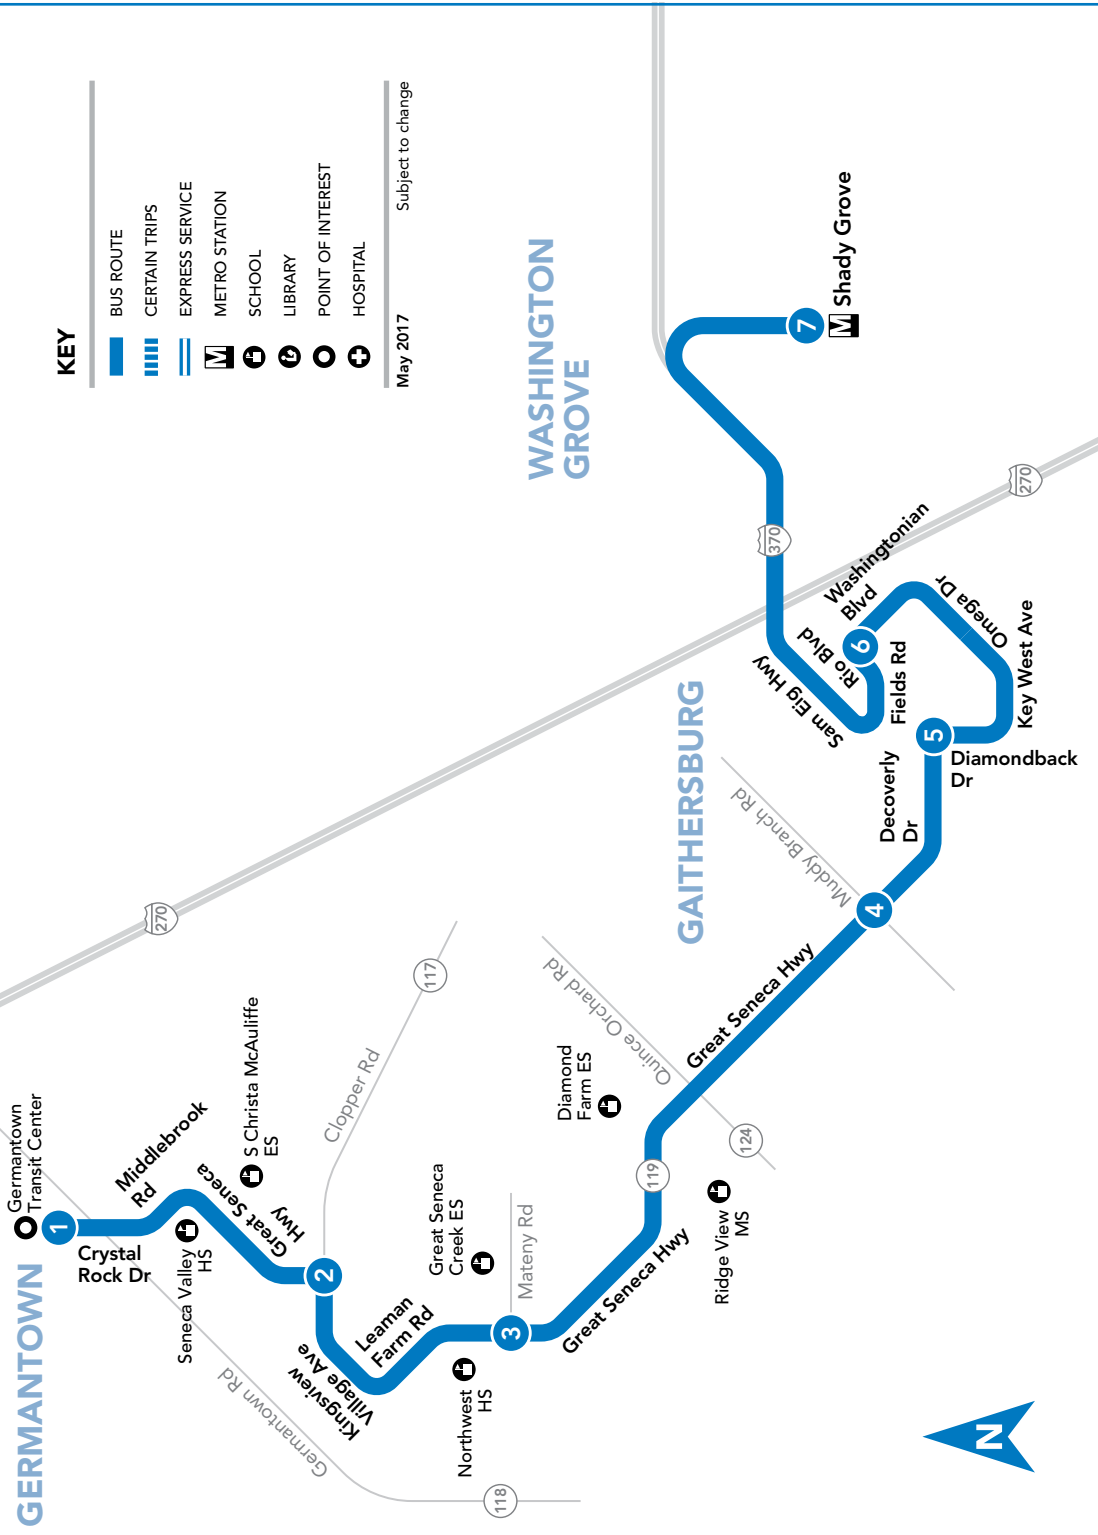 KEY
BUS ROUTE
CERTAIN TRIPS
EXPRESS SERVICE
M
METRO STATION
SCHOOL
LIBRARY
POINT OF INTEREST
HOSPITAL
May 2017
Subject to change
GERMANTOWN
Germantown
Transit Center
1
Crystal
Rock Dr
Middlebrook
Rd
Seneca Valley
HS
Great Seneca
Hwy
S Christa McAuliffe
ES
270
Germantown Rd
118
2
Clopper Rd
117
Kingsview
Village Ave
Leaman
Farm Rd
Great Seneca
Creek ES
Northwest
HS
3
Mateny Rd
Great Seneca Hwy
119
Diamond
Farm ES
Quince Orchard Rd
124
Ridge View
MS
Great Seneca Hwy
GAITHERSBURG
Muddy Branch Rd
4
Decoverly
Dr
5
Diamondback
Dr
Key West Ave
Omega Dr
Fields Rd
6
Rio Blvd
Washingtonian
Blvd
Sam Eig Hwy
370
270
WASHINGTON
GROVE
7
M Shady Grove
N